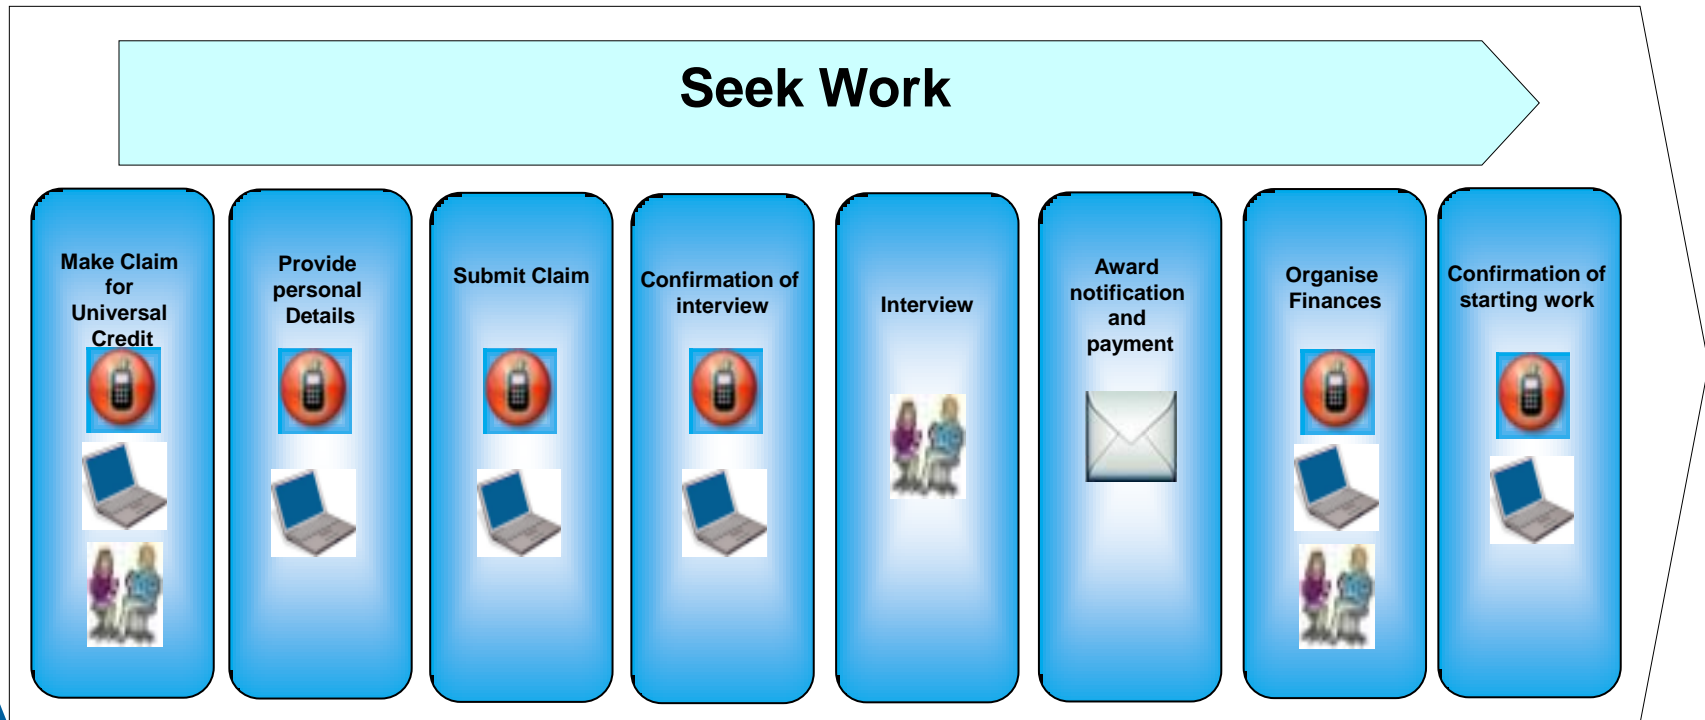 Seek Work
Make Claim
for
Universal
Credit
Provide
personal
Details
Submit Claim
Confirmation of
interview
Interview
Award
notification
and
payment
Organise
Finances
Confirmation of
starting work